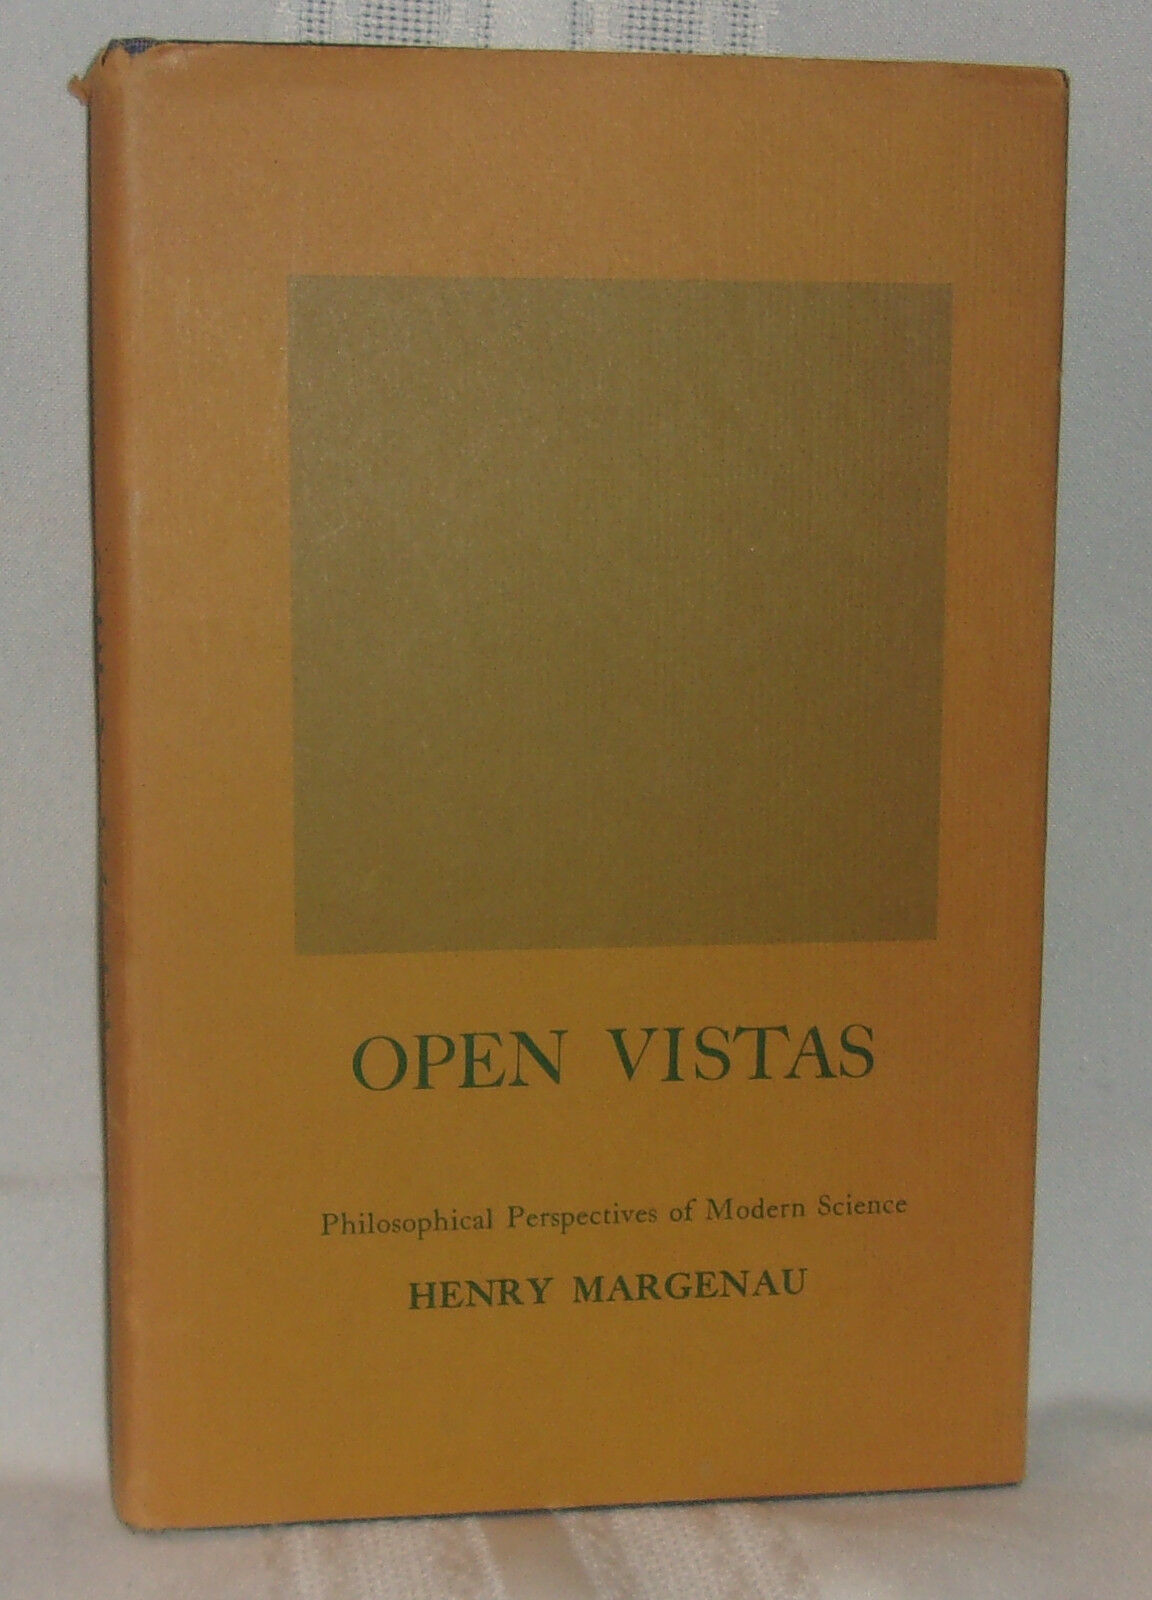 OPEN VISTAS
Philosophical Perspectives of Modern Science
HENRY MARGENAU